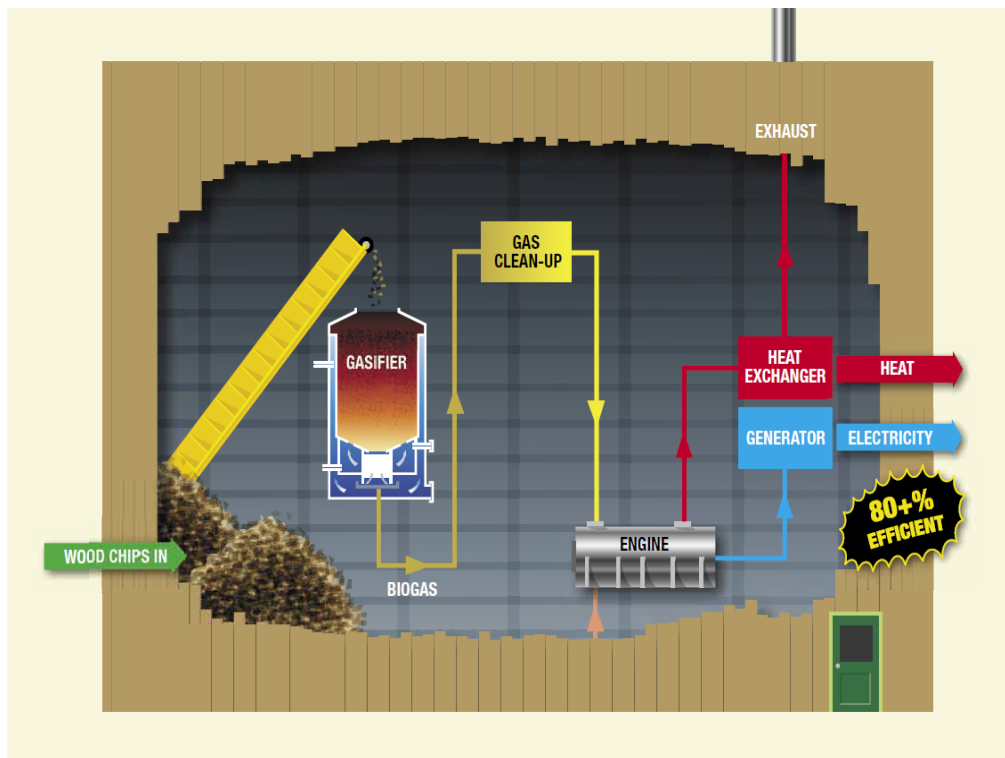 EXHAUST
GAS
CLEAN-UP
GASIFIER
HEAT
EXCHANGER
HEAT
GENERATOR
ELECTRICITY
80+%
EFFICIENT
ENGINE
WOOD CHIPS IN
BIOGAS